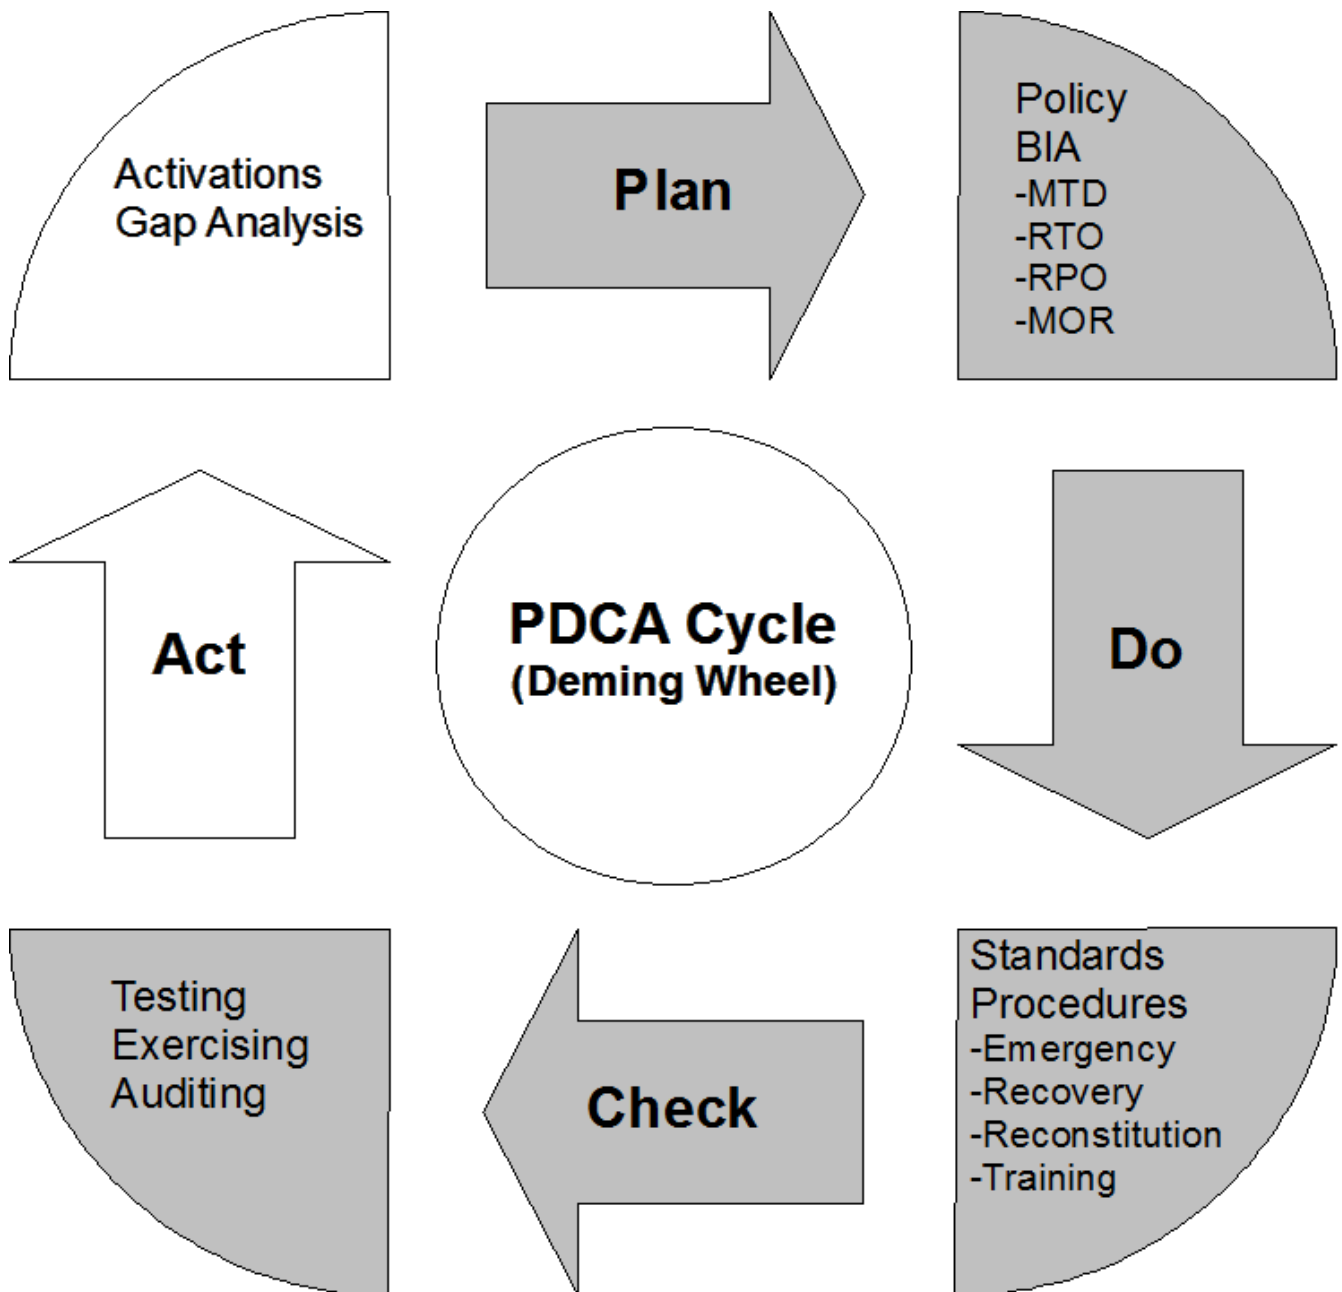 Activations
Gap Analysis
Plan
Policy
BIA
-MTD
-RTO
-RPO
-MOR
Act
PDCA Cycle
(Deming Wheel)
Do
Testing
Exercising
Auditing
Check
Standards
Procedures
-Emergency
-Recovery
-Reconstitution
-Training